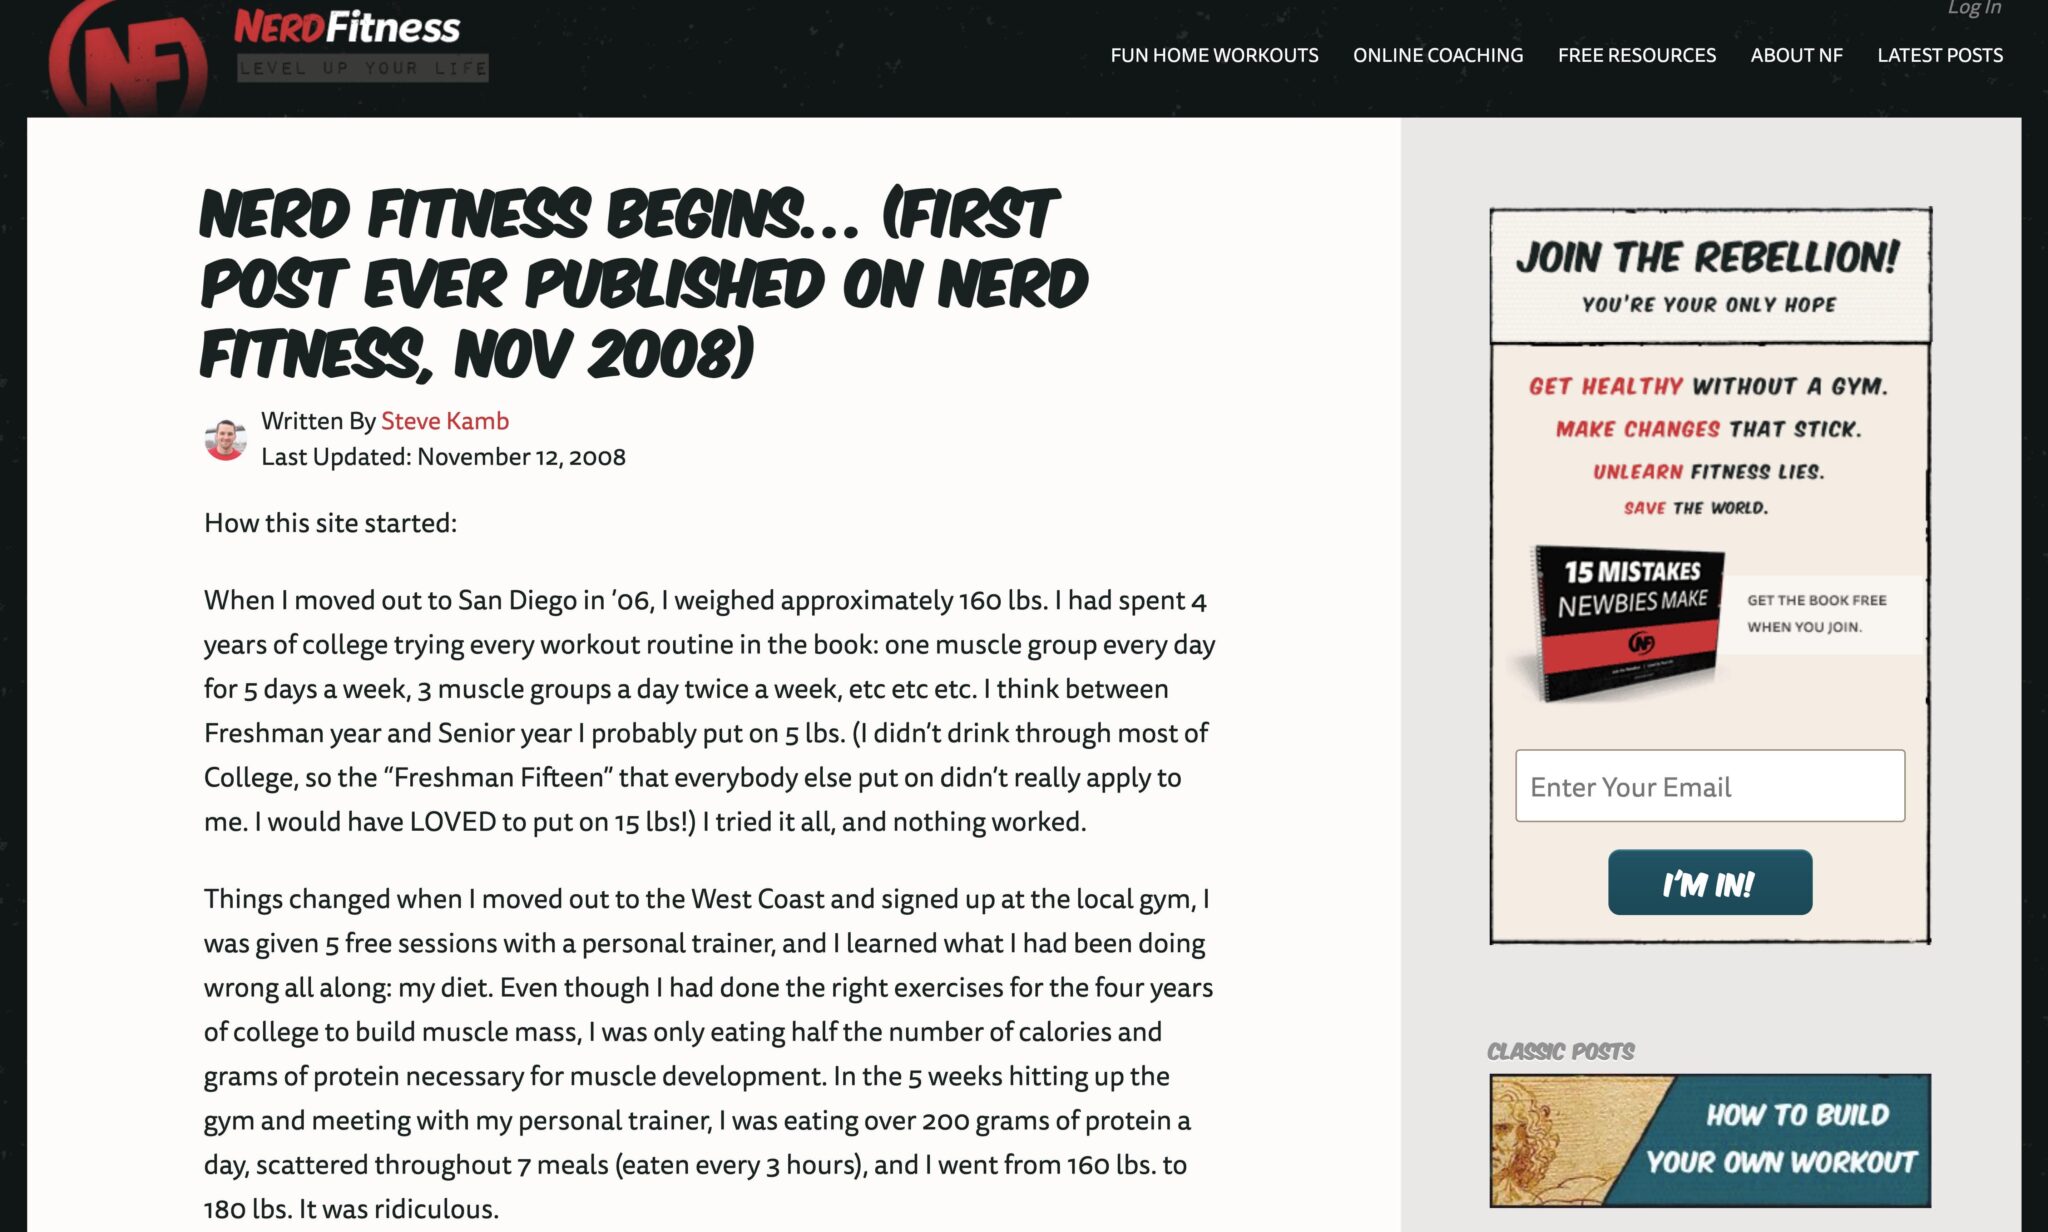 NERDFitness
LEVEL UP YOUR LIFE
Log In
FUN HOME WORKOUTS
ONLINE COACHING
FREE RESOURCES
ABOUT NF
LATEST POSTS
NERD FITNESS BEGINS... (FIRST
POST EVER PUBLISHED ON NERD
FITNESS, NOV 2008)
Written By Steve Kamb
Last Updated: November 12, 2008
How this site started:
When I moved out to San Diego in ’06, I weighed approximately 160 lbs. I had spent 4
years of college trying every workout routine in the book: one muscle group every day
for 5 days a week, 3 muscle groups a day twice a week, etc etc etc. I think between
Freshman year and Senior year I probably put on 5 lbs. (I didn’t drink through most of
College, so the “Freshman Fifteen” that everybody else put on didn’t really apply to
me. I would have LOVED to put on 15 lbs!) I tried it all, and nothing worked.
Things changed when I moved out to the West Coast and signed up at the local gym, I
was given 5 free sessions with a personal trainer, and I learned what I had been doing
wrong all along: my diet. Even though I had done the right exercises for the four years
of college to build muscle mass, I was only eating half the number of calories and
grams of protein necessary for muscle development. In the 5 weeks hitting up the
gym and meeting with my personal trainer, I was eating over 200 grams of protein a
day, scattered throughout 7 meals (eaten every 3 hours), and I went from 160 lbs. to
180 lbs. It was ridiculous.
JOIN THE REBELLION!
YOU'RE YOUR ONLY HOPE
GET HEALTHY WITHOUT A GYM.
MAKE CHANGES THAT STICK.
UNLEARN FITNESS LIES.
SAVE THE WORLD.
15 MISTAKES
NEWBIES MAKE
NF
GET THE BOOK FREE
WHEN YOU JOIN.
Enter Your Email
I'M IN!
CLASSIC POSTS
HOW TO BUILD
YOUR OWN WORKOUT